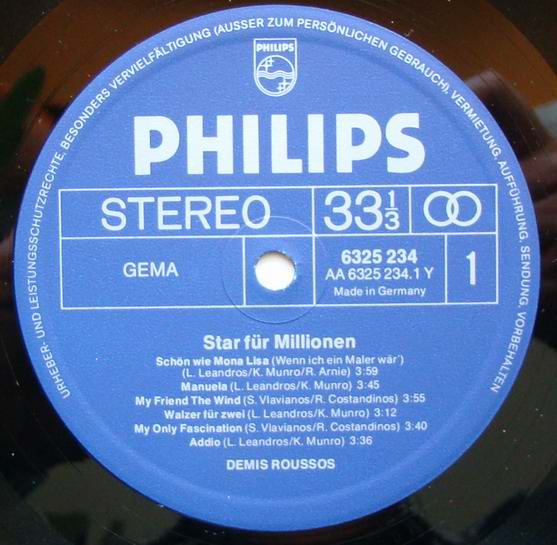 URHEBER- UND LEISTUNGSSCHUTZRECHTE, BESONDERS VERVIELFÄLTIGUNG (AUSSER ZUM PERSÖNLICHEN GEBRAUCH), VERMIETUNG, AUFFÜHRUNG, SENDUNG, VORBEHALTEN
PHILIPS
PHILIPS
STEREO 33 1/3
GEMA
6325 234
AA 6325 234.1 Y
Made in Germany
1
Star für Millionen
Schön wie Mona Lisa (Wenn ich ein Maler wär')
(L. Leandros/K. Munro/R. Arnie) 3:59
Manuela (L. Leandros/K. Munro) 3:45
My Friend The Wind (S. Vlavianos/R. Costandinos) 3:55
Walzer für zwei (L. Leandros/K. Munro) 3:12
My Only Fascination (S. Vlavianos/R. Costandinos) 3:40
Addio (L. Leandros/K. Munro) 3:36
DEMIS ROUSSOS